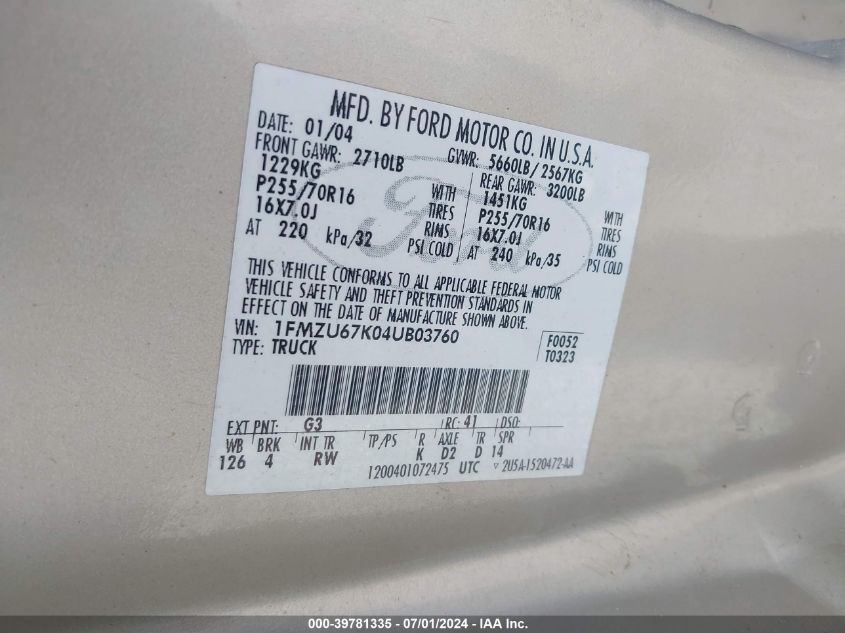 MFD. BY FORD MOTOR CO. IN U.S.A.
DATE: 01/04 GVWR: 5660LB/2567KG
FRONT GAWR: 2710LB REAR GAWR: 3200LB
1229KG WITH 1451KG WITH
P255/70R16 TIRES P255/70R16 TIRES
16X7.0J RIMS 16X7.0J RIMS
AT 220 kPa/32 PSI COLD AT 240 kPa/35 PSI COLD
Ford
THIS VEHICLE CONFORMS TO ALL APPLICABLE FEDERAL MOTOR
VEHICLE SAFETY AND THEFT PREVENTION STANDARDS IN
EFFECT ON THE DATE OF MANUFACTURE SHOWN ABOVE.
VIN: 1FMZU67K04UB03760 F0052
TYPE: TRUCK T0323
EXT PNT: G3 RC: 41 DSO:
WB BRK INT TR TP/PS R AXLE TR SPR
126 4 RW K D2 D 14
1200401072475 UTC 2U5A-1520472-AA
000-39781335 - 07/01/2024 - IAA Inc.